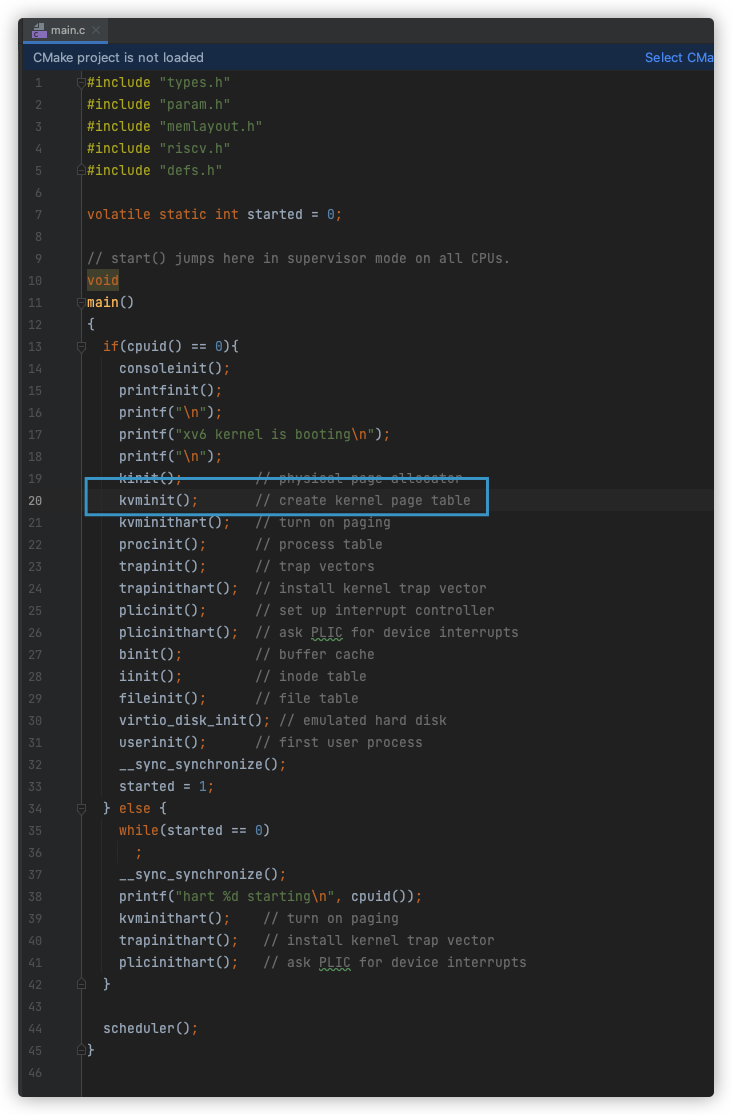 main.c
CMake project is not loaded Select CMa
1 #include "types.h"
2 #include "param.h"
3 #include "memlayout.h"
4 #include "riscv.h"
5 #include "defs.h"
6
7 volatile static int started = 0;
8
9 // start() jumps here in supervisor mode on all CPUs.
10 void
11 main()
12 {
13   if(cpuid() == 0){
14     consoleinit();
15     printfinit();
16     printf("\n");
17     printf("xv6 kernel is booting\n");
18     printf("\n");
19     kinit();         // physical page allocator
20     kvminit();       // create kernel page table
21     kvminithart();   // turn on paging
22     procinit();      // process table
23     trapinit();      // trap vectors
24     trapinithart();  // install kernel trap vector
25     plicinit();      // set up interrupt controller
26     plicinithart();  // ask PLIC for device interrupts
27     binit();         // buffer cache
28     iinit();         // inode table
29     fileinit();      // file table
30     virtio_disk_init(); // emulated hard disk
31     userinit();      // first user process
32     __sync_synchronize();
33     started = 1;
34   } else {
35     while(started == 0)
36       ;
37     __sync_synchronize();
38     printf("hart %d starting\n", cpuid());
39     kvminithart();    // turn on paging
40     trapinithart();   // install kernel trap vector
41     plicinithart();   // ask PLIC for device interrupts
42   }
43
44   scheduler();
45 }
46